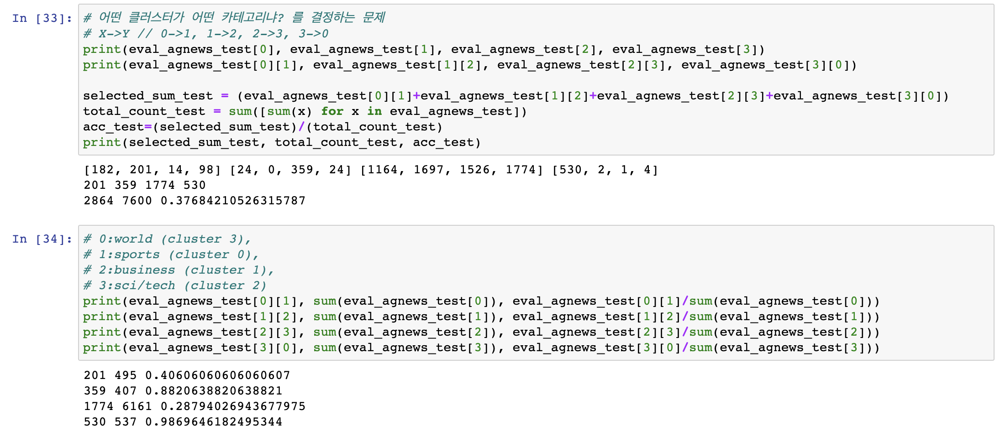 In [33]:
# 어떤 클러스터가 어떤 카테고리냐? 를 결정하는 문제
# X->Y // 0->1, 1->2, 2->3, 3->0
print(eval_agnews_test[0], eval_agnews_test[1], eval_agnews_test[2], eval_agnews_test[3])
print(eval_agnews_test[0][1], eval_agnews_test[1][2], eval_agnews_test[2][3], eval_agnews_test[3][0])
selected_sum_test = (eval_agnews_test[0][1]+eval_agnews_test[1][2]+eval_agnews_test[2][3]+eval_agnews_test[3][0])
total_count_test = sum([sum(x) for x in eval_agnews_test])
acc_test=(selected_sum_test)/(total_count_test)
print(selected_sum_test, total_count_test, acc_test)
[182, 201, 14, 98] [24, 0, 359, 24] [1164, 1697, 1526, 1774] [530, 2, 1, 4]
201 359 1774 530
2864 7600 0.37684210526315787
In [34]:
# 0:world (cluster 3),
# 1:sports (cluster 0),
# 2:business (cluster 1),
# 3:sci/tech (cluster 2)
print(eval_agnews_test[0][1], sum(eval_agnews_test[0]), eval_agnews_test[0][1]/sum(eval_agnews_test[0]))
print(eval_agnews_test[1][2], sum(eval_agnews_test[1]), eval_agnews_test[1][2]/sum(eval_agnews_test[1]))
print(eval_agnews_test[2][3], sum(eval_agnews_test[2]), eval_agnews_test[2][3]/sum(eval_agnews_test[2]))
print(eval_agnews_test[3][0], sum(eval_agnews_test[3]), eval_agnews_test[3][0]/sum(eval_agnews_test[3]))
201 495 0.40606060606060607
359 407 0.8820638820638821
1774 6161 0.28794026943677975
530 537 0.9869646182495344